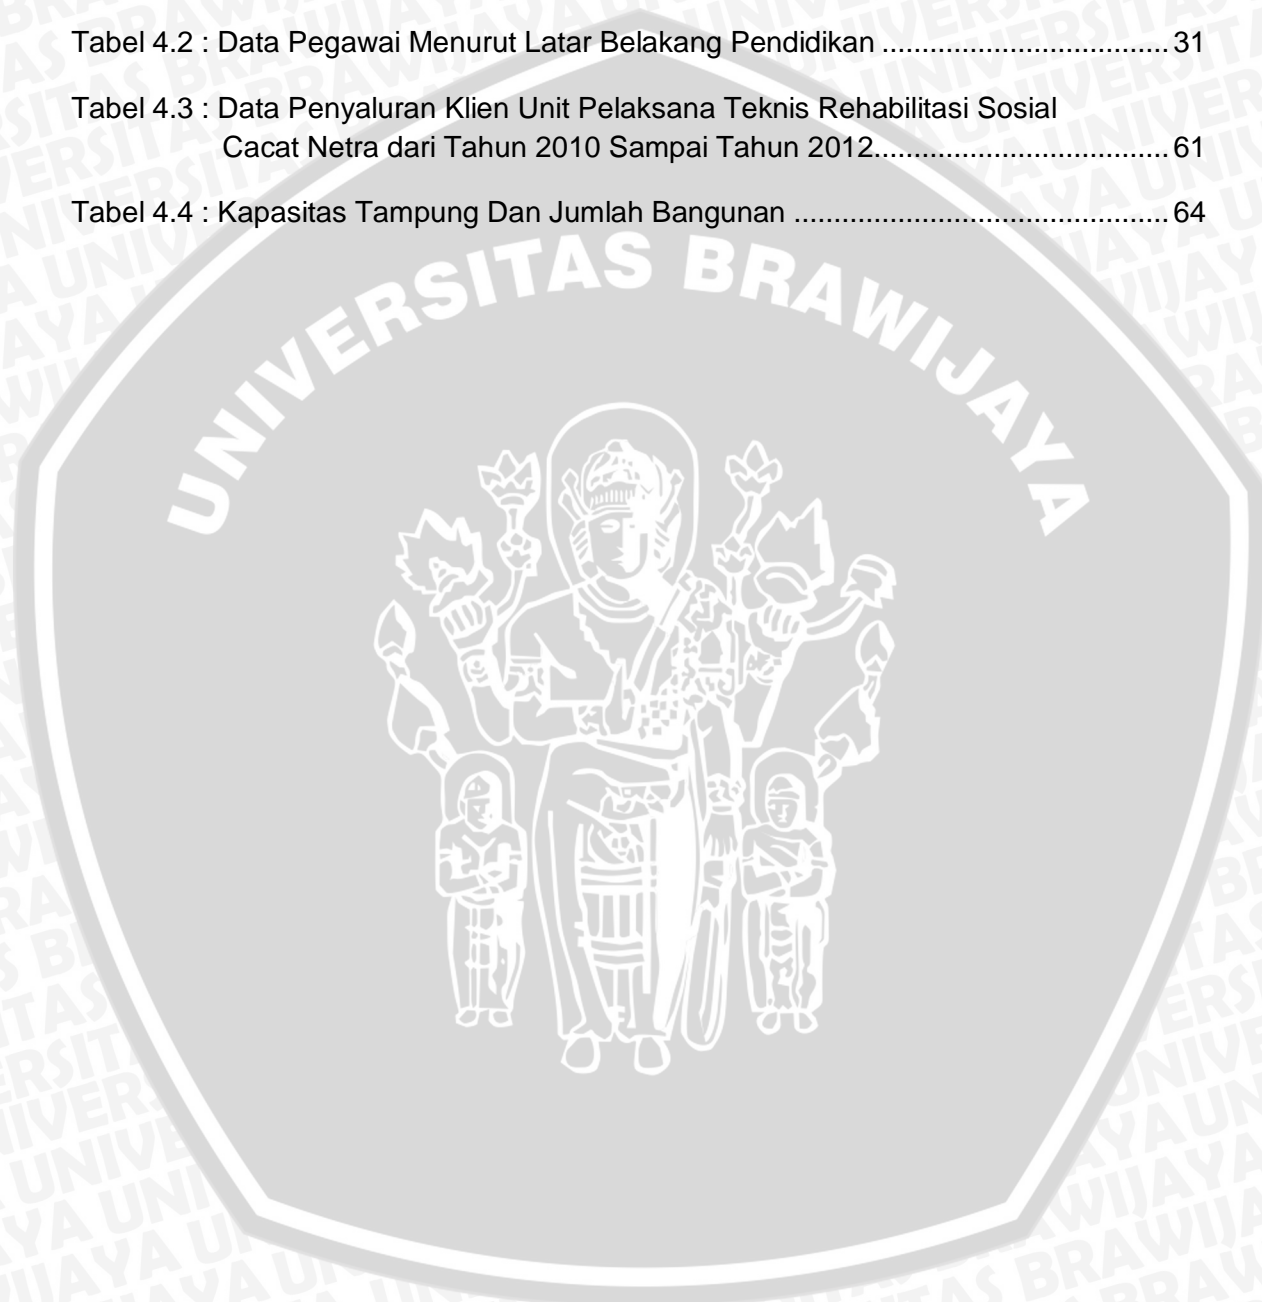 Tabel 4.2 : Data Pegawai Menurut Latar Belakang Pendidikan .................................... 31
Tabel 4.3 : Data Penyaluran Klien Unit Pelaksana Teknis Rehabilitasi Sosial
Cacat Netra dari Tahun 2010 Sampai Tahun 2012..................................... 61
Tabel 4.4 : Kapasitas Tampung Dan Jumlah Bangunan ............................................... 64
UNIVERSITAS BRAWIJAYA